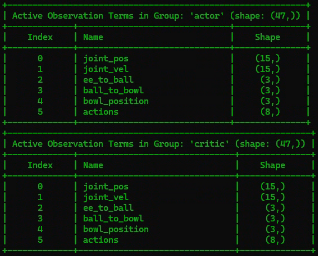 Active Observation Terms in Group: 'actor' (shape: (47,))
Index | Name | Shape
0 | joint_pos | (15,)
1 | joint_vel | (15,)
2 | ee_to_ball | (3,)
3 | ball_to_bowl | (3,)
4 | bowl_position | (3,)
5 | actions | (8,)
Active Observation Terms in Group: 'critic' (shape: (47,))
Index | Name | Shape
0 | joint_pos | (15,)
1 | joint_vel | (15,)
2 | ee_to_ball | (3,)
3 | ball_to_bowl | (3,)
4 | bowl_position | (3,)
5 | actions | (8,)